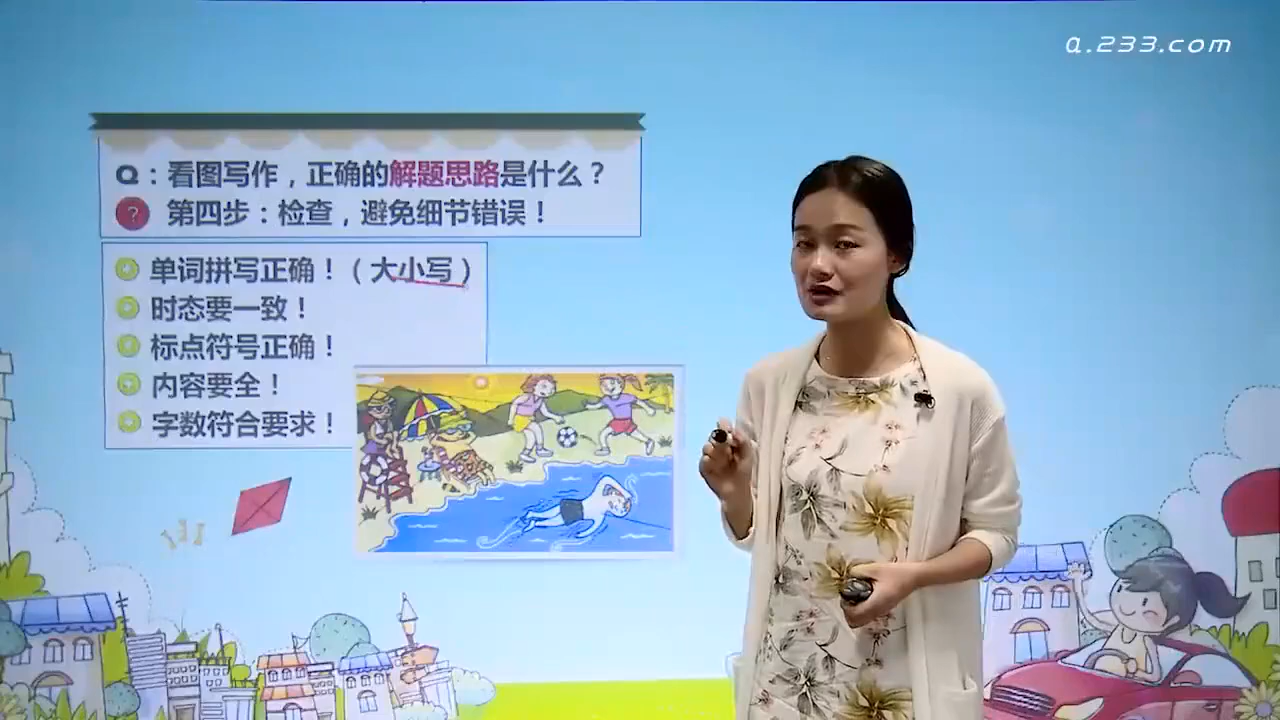 a.233.com
Q：看图写作，正确的解题思路是什么？
? 第四步：检查，避免细节错误！
单词拼写正确！（大小写）
时态要一致！
标点符号正确！
内容要全！
字数符合要求！